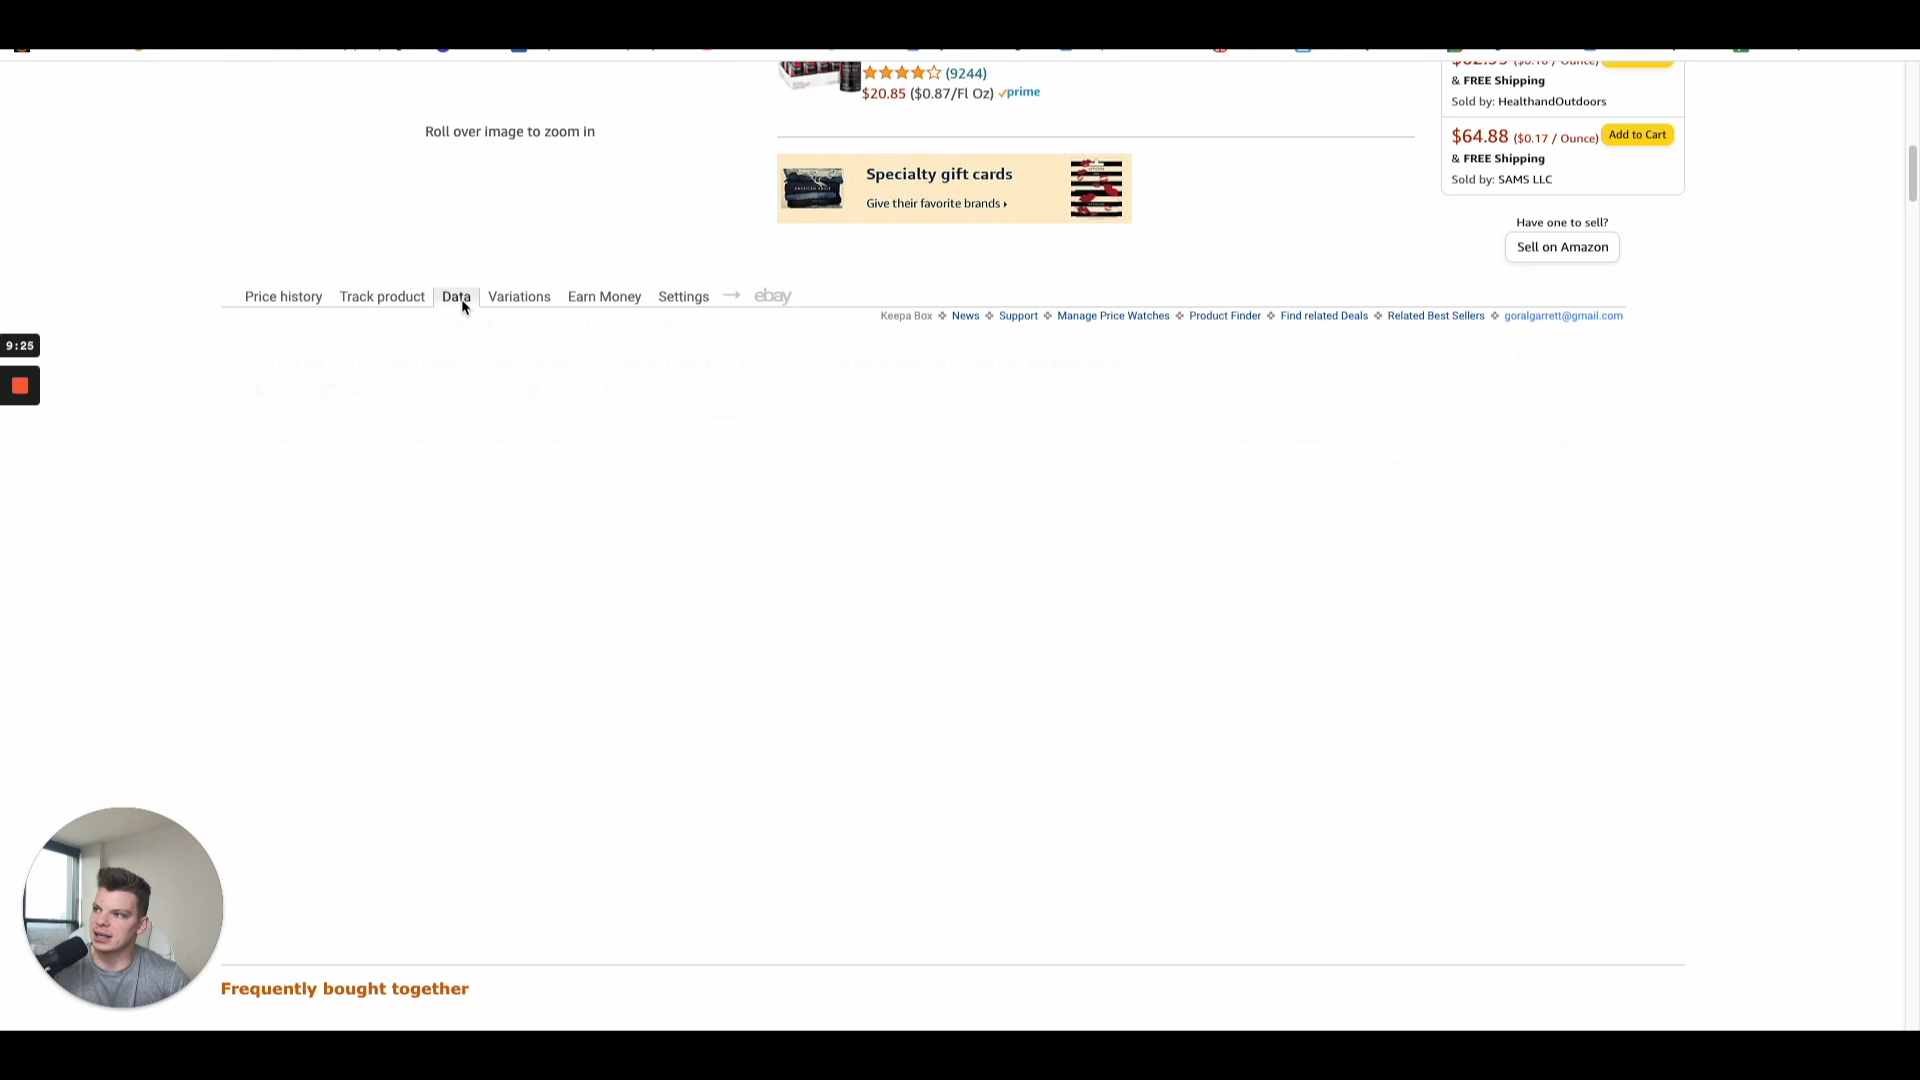 (9244)
$20.85 ($0.87/Fl Oz) prime
& FREE Shipping
Sold by: HealthandOutdoors
$64.88 ($0.17 / Ounce) Add to Cart
& FREE Shipping
Sold by: SAMS LLC
Roll over image to zoom in
Specialty gift cards
Give their favorite brands
Have one to sell?
Sell on Amazon
Price history Track product Data Variations Earn Money Settings → ebay
Keepa Box News Support Manage Price Watches Product Finder Find related Deals Related Best Sellers goralgarrett@gmail.com
9:25
Frequently bought together